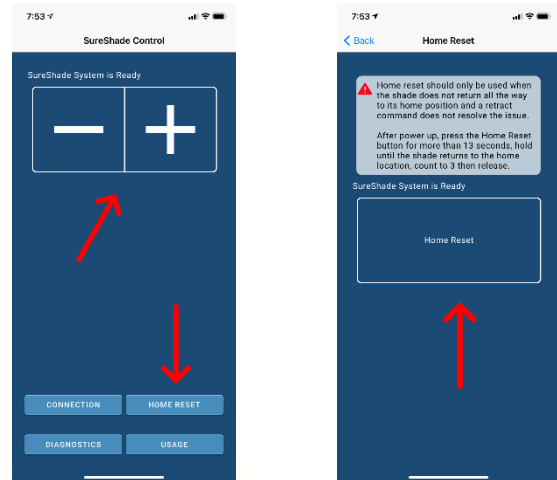 7:53
SureShade Control
SureShade System is Ready
− +
CONNECTION HOME RESET
DIAGNOSTICS USAGE
7:53
Back Home Reset
Home reset should only be used when
the shade does not return all the way
to its home position and a retract
command does not resolve the issue.
After power up, press the Home Reset
button for more than 13 seconds, hold
until the shade returns to the home
location, count to 3 then release.
SureShade System is Ready
Home Reset